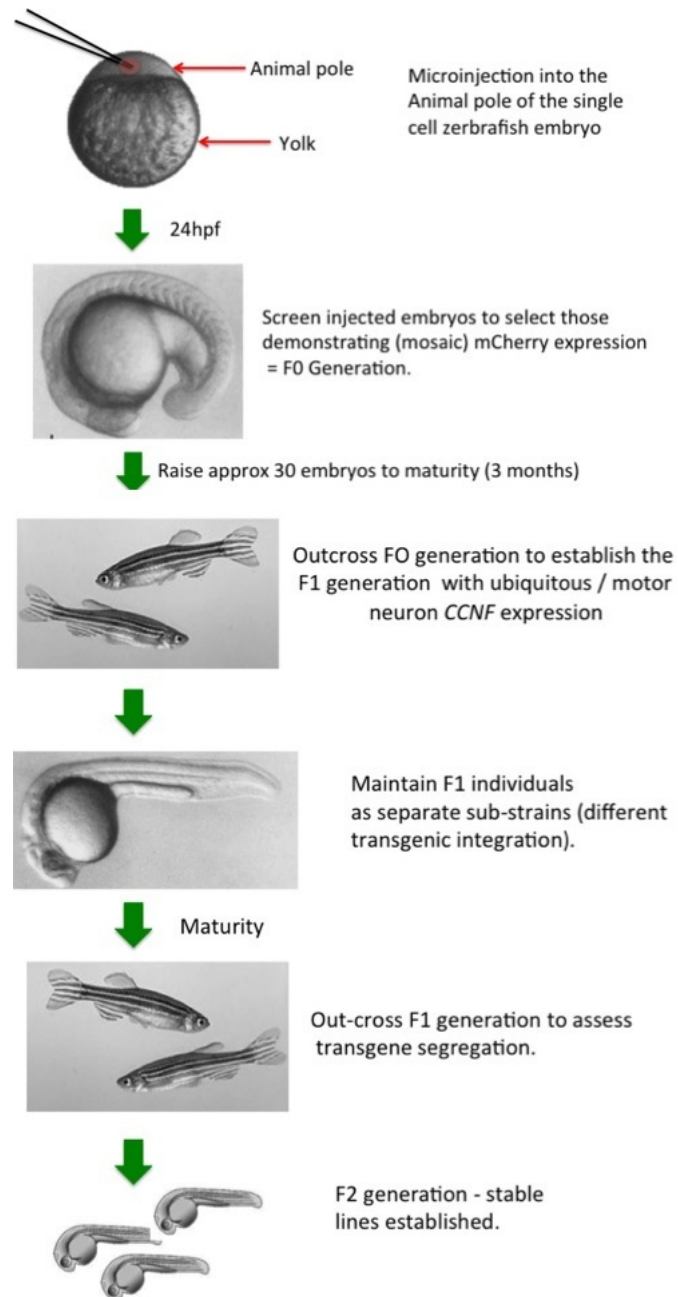 Animal pole
Yolk
Microinjection into the
Animal pole of the single
cell zerbrafish embryo
24hpf
Screen injected embryos to select those
demonstrating (mosaic) mCherry expression
= F0 Generation.
Raise approx 30 embryos to maturity (3 months)
Outcross FO generation to establish the
F1 generation with ubiquitous / motor
neuron CCNF expression
Maintain F1 individuals
as separate sub-strains (different
transgenic integration).
Maturity
Out-cross F1 generation to assess
transgene segregation.
F2 generation - stable
lines established.